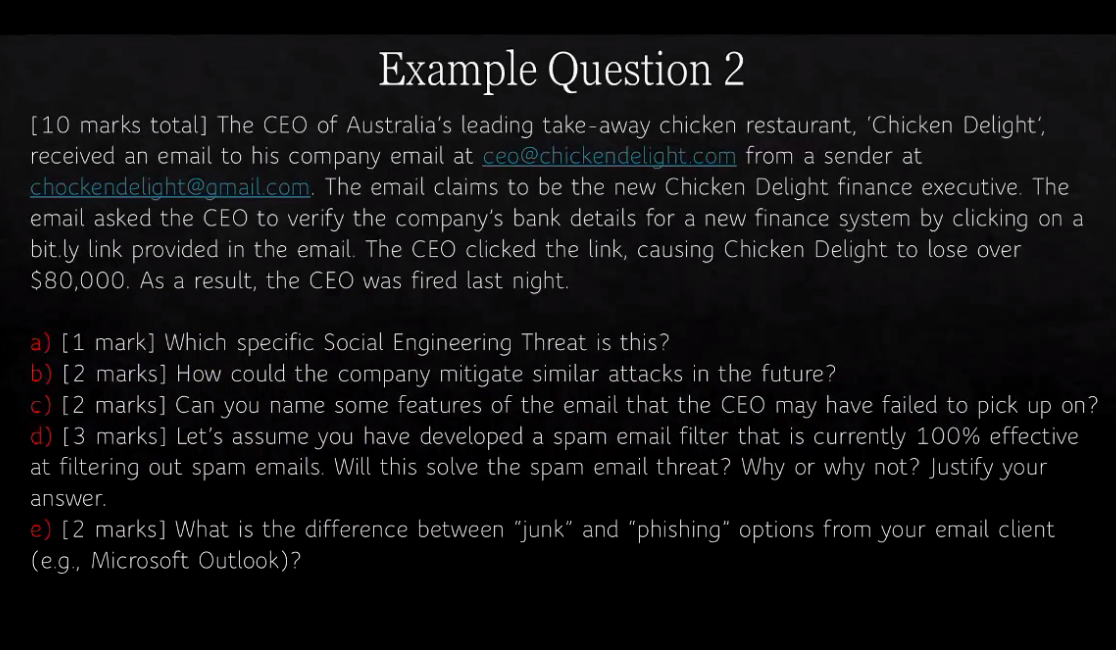 Example Question 2
[10 marks total] The CEO of Australia's leading take-away chicken restaurant, 'Chicken Delight',
received an email to his company email at ceo@chickendelight.com from a sender at
chockendelight@gmail.com. The email claims to be the new Chicken Delight finance executive. The
email asked the CEO to verify the company's bank details for a new finance system by clicking on a
bit.ly link provided in the email. The CEO clicked the link, causing Chicken Delight to lose over
$80,000. As a result, the CEO was fired last night.
a) [1 mark] Which specific Social Engineering Threat is this?
b) [2 marks] How could the company mitigate similar attacks in the future?
c) [2 marks] Can you name some features of the email that the CEO may have failed to pick up on?
d) [3 marks] Let's assume you have developed a spam email filter that is currently 100% effective
at filtering out spam emails. Will this solve the spam email threat? Why or why not? Justify your
answer.
e) [2 marks] What is the difference between "junk" and "phishing" options from your email client
(e.g., Microsoft Outlook)?